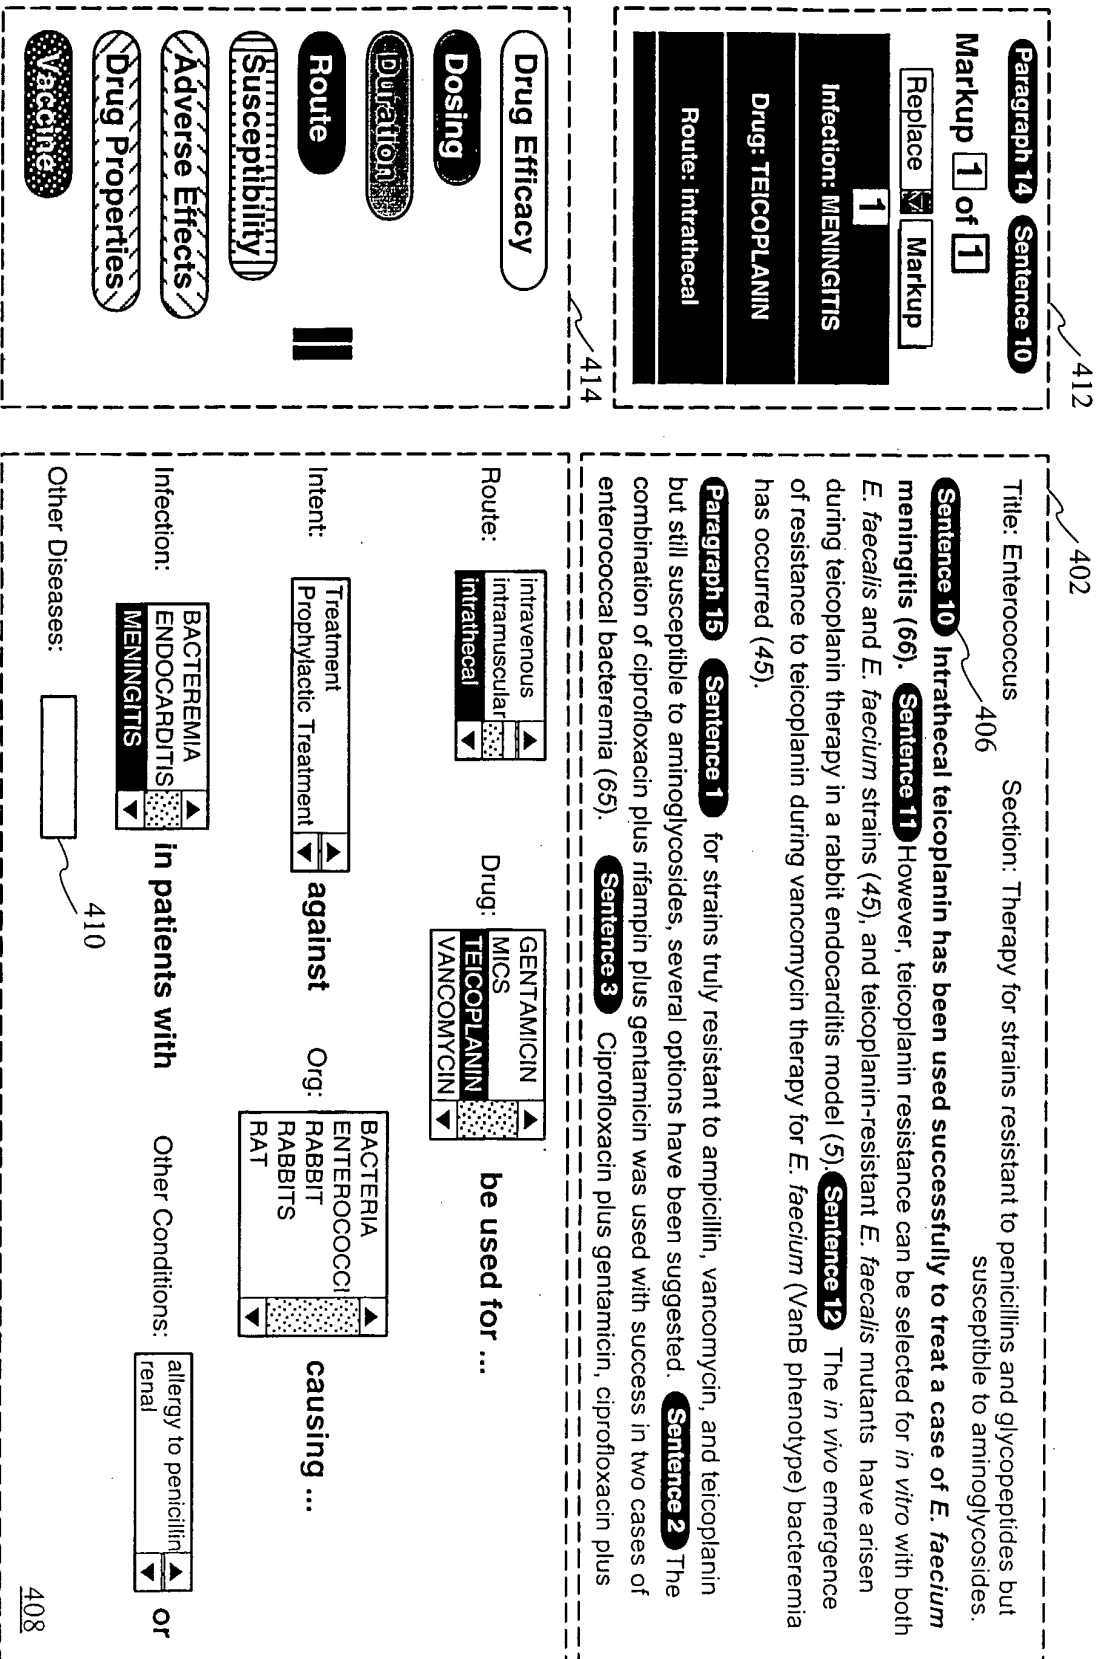 412
Paragraph 14 Sentence 10
Markup 1 of 1
Replace Markup
1
Infection: MENINGITIS
Drug: TEICOPLANIN
Route: intrathecal
414
Drug Efficacy
Dosing
Duration
Route
Susceptibility
Adverse Effects
Drug Properties
Vaccine
402
Title: Enterococcus Section: Therapy for strains resistant to penicillins and glycopeptides but
susceptible to aminoglycosides.
406
Sentence 10 Intrathecal teicoplanin has been used successfully to treat a case of E. faecium
meningitis (66). Sentence 11 However, teicoplanin resistance can be selected for in vitro with both
E. faecalis and E. faecium strains (45), and teicoplanin-resistant E. faecalis mutants have arisen
during teicoplanin therapy in a rabbit endocarditis model (5). Sentence 12 The in vivo emergence
of resistance to teicoplanin during vancomycin therapy for E. faecium (VanB phenotype) bacteremia
has occurred (45).
Paragraph 15 Sentence 1 for strains truly resistant to ampicillin, vancomycin, and teicoplanin
but still susceptible to aminoglycosides, several options have been suggested. Sentence 2 The
combination of ciprofloxacin plus rifampin plus gentamicin was used with success in two cases of
enterococcal bacteremia (65). Sentence 3 Ciprofloxacin plus gentamicin, ciprofloxacin plus
Route:
intravenous
intramuscular
intrathecal
Drug:
GENTAMICIN
MICS
TEICOPLANIN
VANCOMYCIN
be used for ...
Intent:
Treatment
Prophylactic Treatment
against
Org:
BACTERIA
ENTEROCOCCI
RABBIT
RABBITS
RAT
causing ...
Infection:
BACTEREMIA
ENDOCARDITIS
MENINGITIS
in patients with
Other Conditions:
allergy to penicillin
renal
or
Other Diseases:
410
408